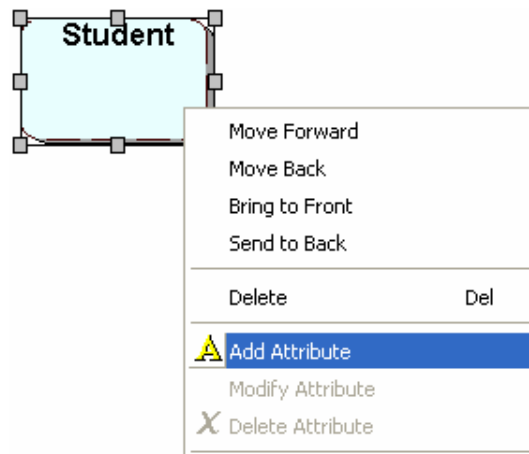 Student
Move Forward
Move Back
Bring to Front
Send to Back
Delete Del
A Add Attribute
Modify Attribute
X Delete Attribute